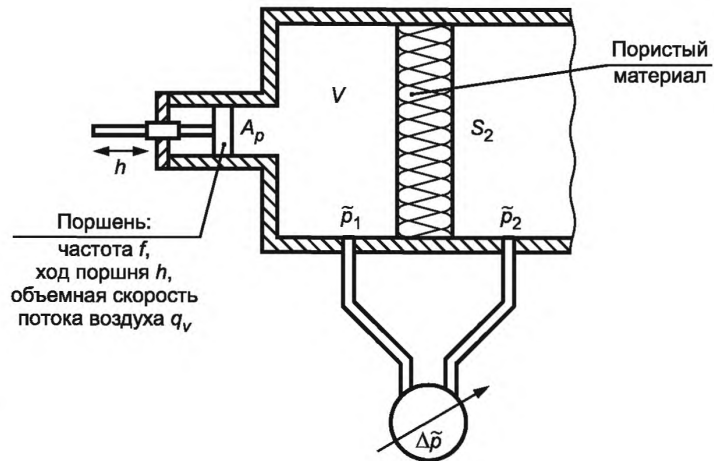 Пористый
материал
V
A_p
S_2
h
p̃_1
p̃_2
Поршень:
частота f,
ход поршня h,
объемная скорость
потока воздуха q_v
Δp̃